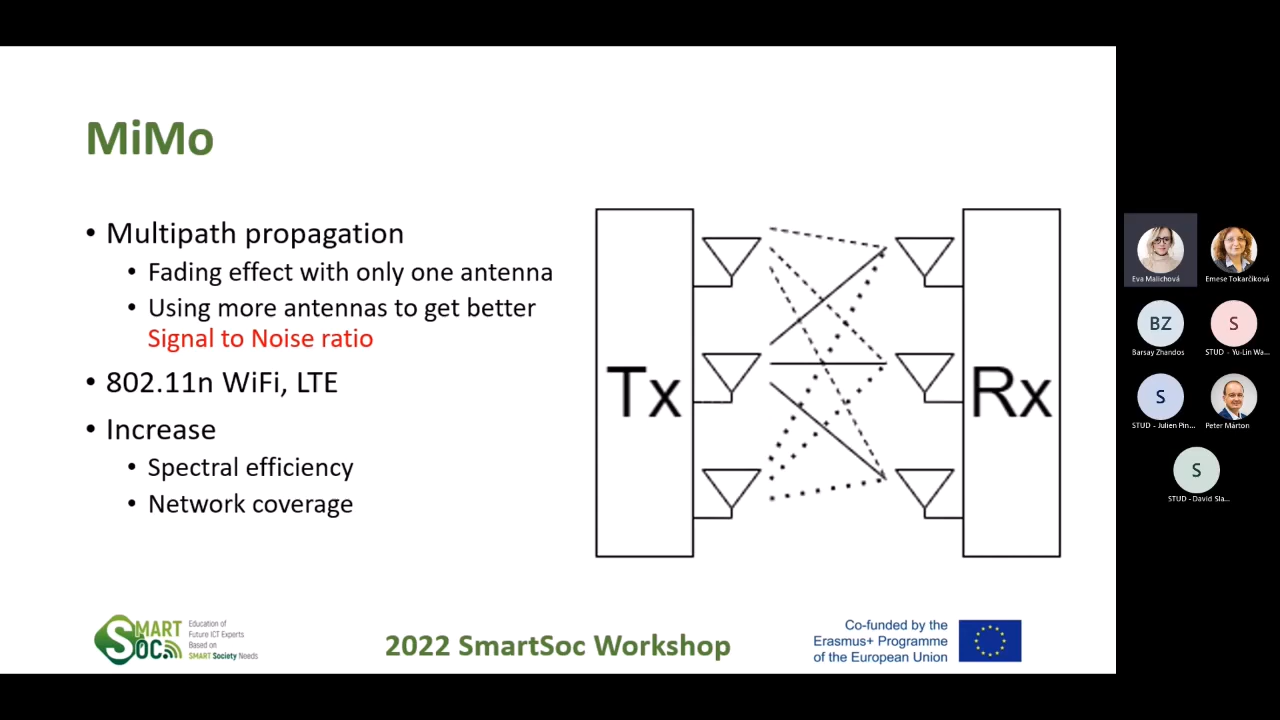 MiMo
• Multipath propagation
• Fading effect with only one antenna
• Using more antennas to get better
Signal to Noise ratio
• 802.11n WiFi, LTE
• Increase
• Spectral efficiency
• Network coverage
Tx
Rx
SMART
SOC
Education of
Future ICT Experts
Based on
SMART Society Needs
2022 SmartSoc Workshop
Co-funded by the
Erasmus+ Programme
of the European Union
Eva Malichová
Emese Tokarčíková
BZ
Barsay Zhandos
S
STUD - Yu-Lin Wa...
S
STUD - Julien Pin...
Peter Márton
S
STUD - David Sla...